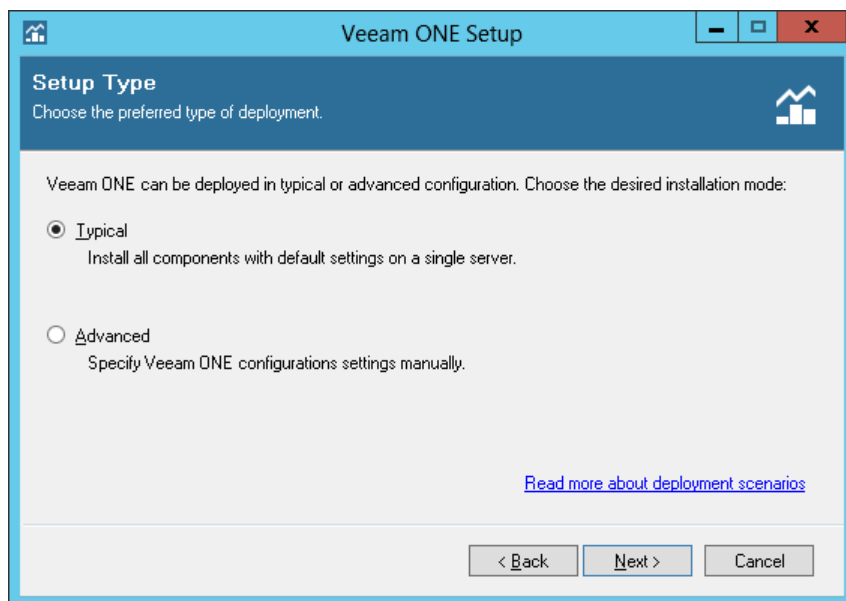 Veeam ONE Setup
Setup Type
Choose the preferred type of deployment.
Veeam ONE can be deployed in typical or advanced configuration. Choose the desired installation mode:
Typical
Install all components with default settings on a single server.
Advanced
Specify Veeam ONE configurations settings manually.
Read more about deployment scenarios
< Back Next > Cancel